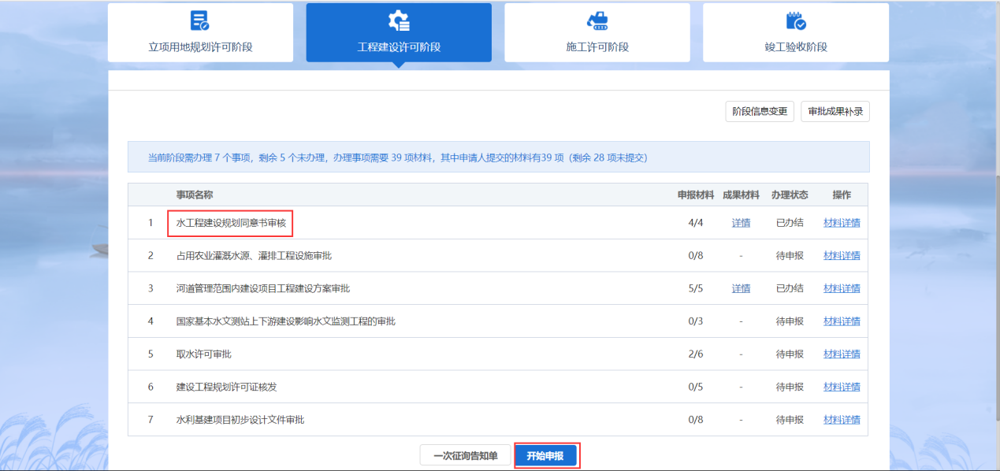 立项用地规划许可阶段 工程建设许可阶段 施工许可阶段 竣工验收阶段
阶段信息变更 审批成果补录
当前阶段需办理 7 个事项，剩余 5 个未办理，办理事项需要 39 项材料，其中申请人提交的材料有39 项（剩余 28 项未提交）
事项名称 申报材料 成果材料 办理状态 操作
1 水工程建设规划同意书审核 4/4 详情 已办结 材料详情
2 占用农业灌溉水源、灌排工程设施审批 0/8 - 待申报 材料详情
3 河道管理范围内建设项目工程建设方案审批 5/5 详情 已办结 材料详情
4 国家基本水文测站上下游建设影响水文监测工程的审批 0/3 - 待申报 材料详情
5 取水许可审批 2/6 - 待申报 材料详情
6 建设工程规划许可证核发 0/5 - 待申报 材料详情
7 水利基建项目初步设计文件审批 0/8 - 待申报 材料详情
一次征询告知单 开始申报